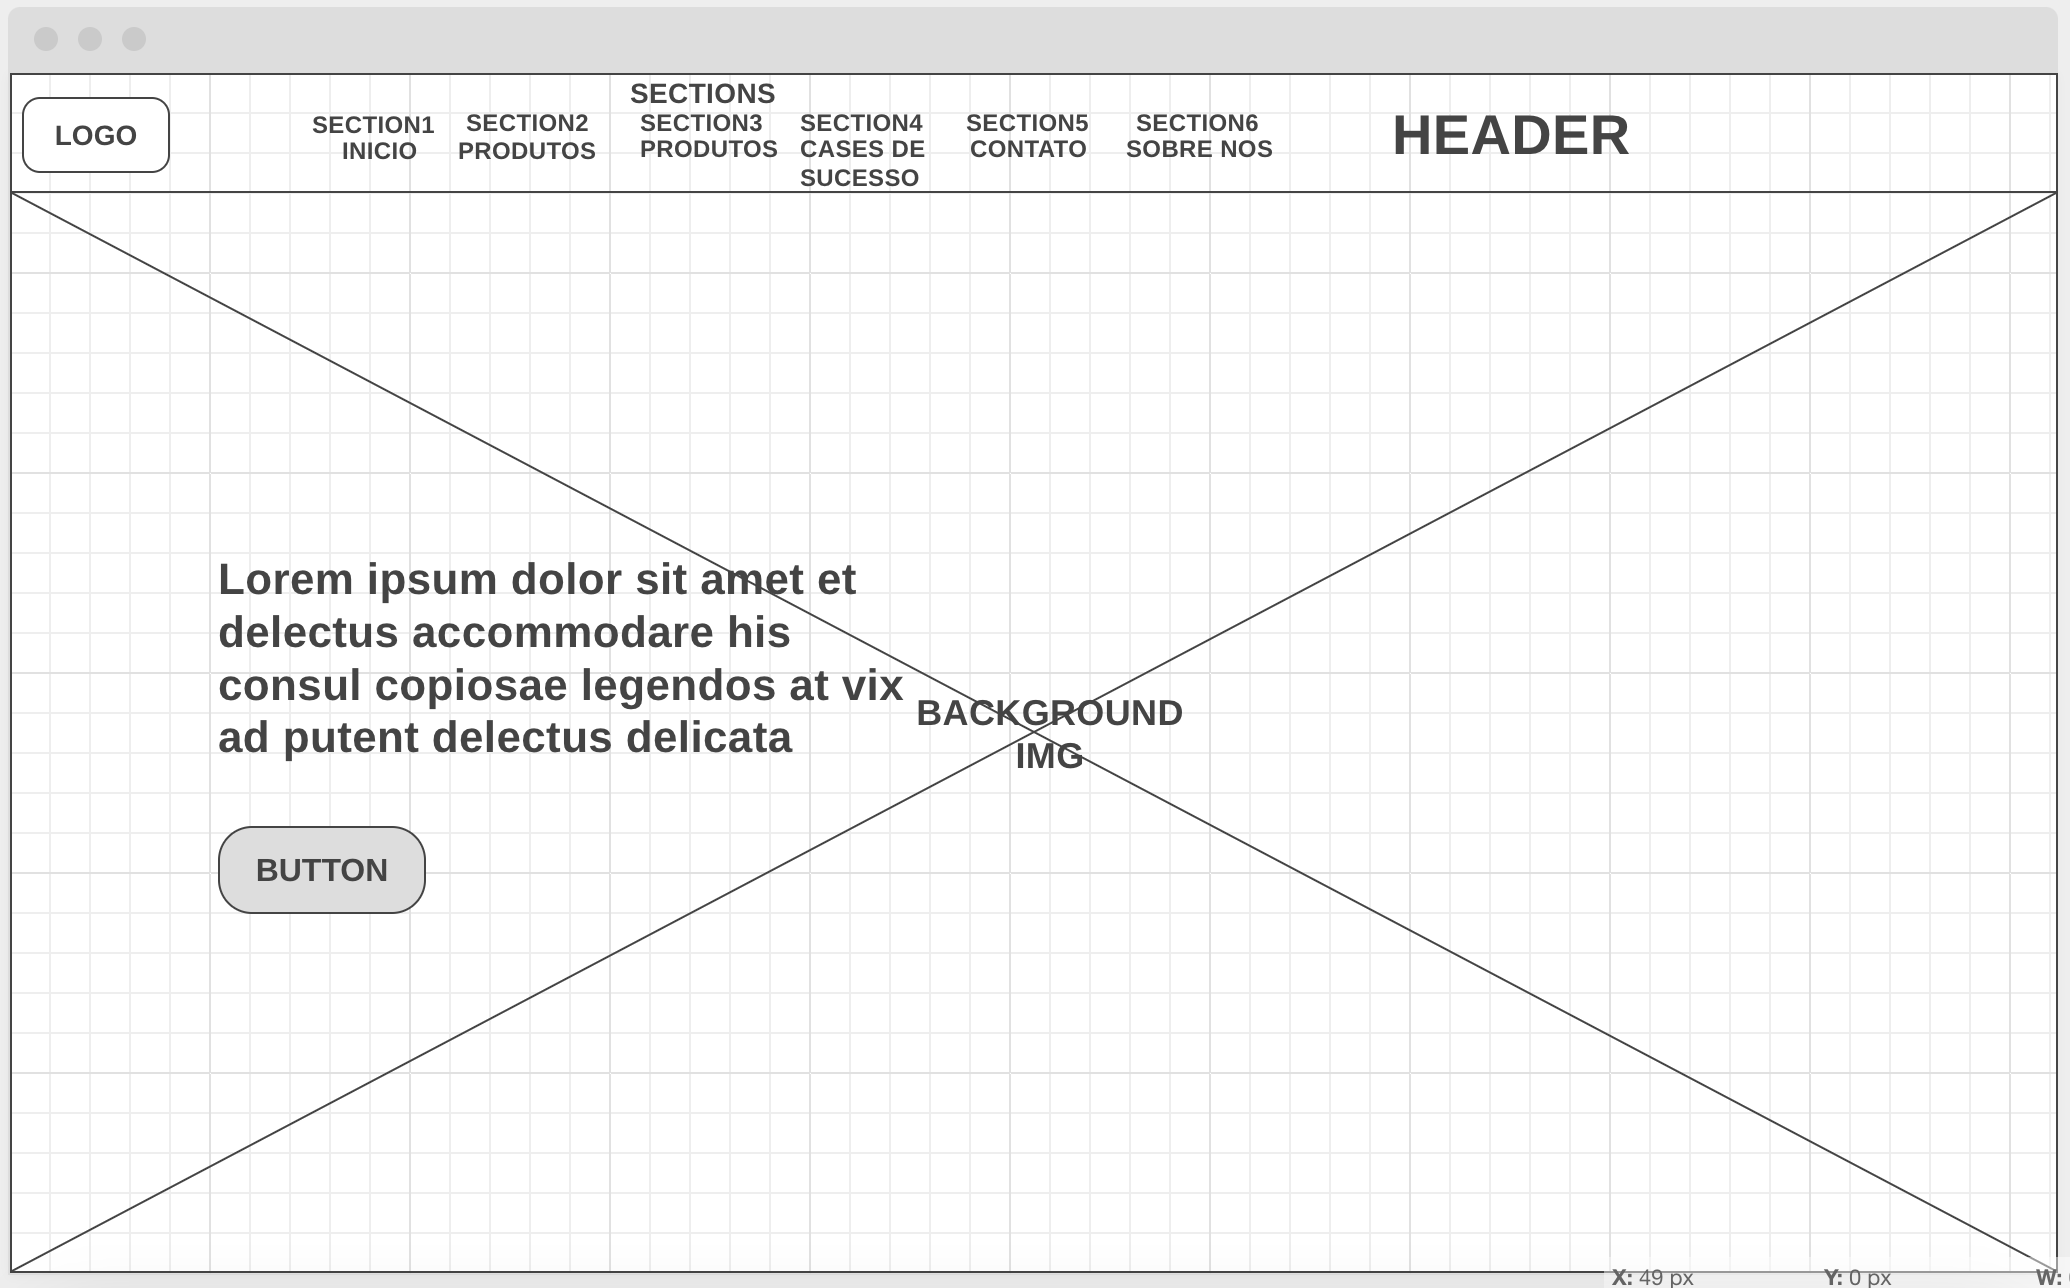 LOGO
SECTIONS
SECTION1
INICIO
SECTION2
PRODUTOS
SECTION3
PRODUTOS
SECTION4
CASES DE
SUCESSO
SECTION5
CONTATO
SECTION6
SOBRE NOS
HEADER
Lorem ipsum dolor sit amet et
delectus accommodare his
consul copiosae legendos at vix
ad putent delectus delicata
BACKGROUND
IMG
BUTTON
X: 49 px Y: 0 px W: